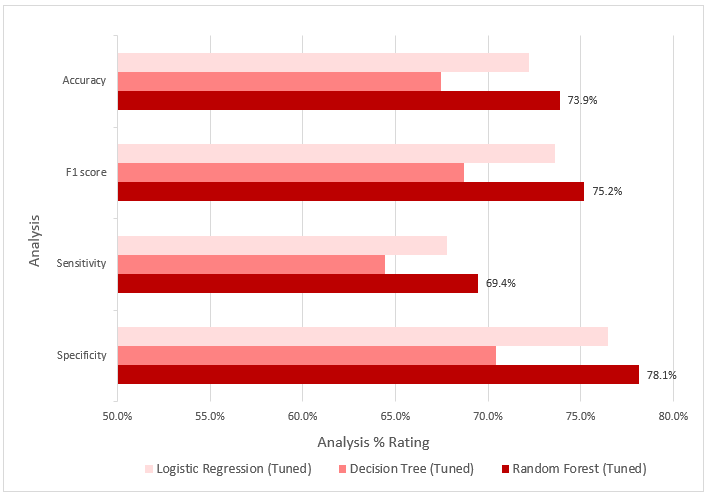 Accuracy
73.9%
F1 score
75.2%
Analysis
Sensitivity
69.4%
Specificity
78.1%
50.0% 55.0% 60.0% 65.0% 70.0% 75.0% 80.0%
Analysis % Rating
Logistic Regression (Tuned) Decision Tree (Tuned) Random Forest (Tuned)